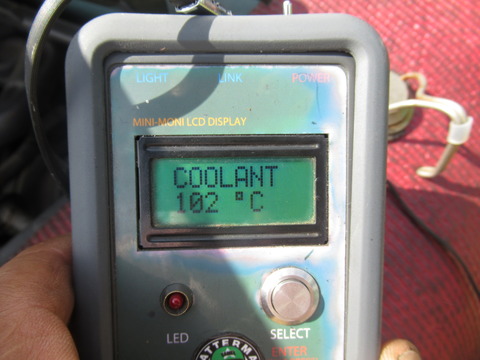 LIGHT LINK POWER
MINI-MONI LCD DISPLAY
COOLANT
102 °C
LED SELECT
ENTER